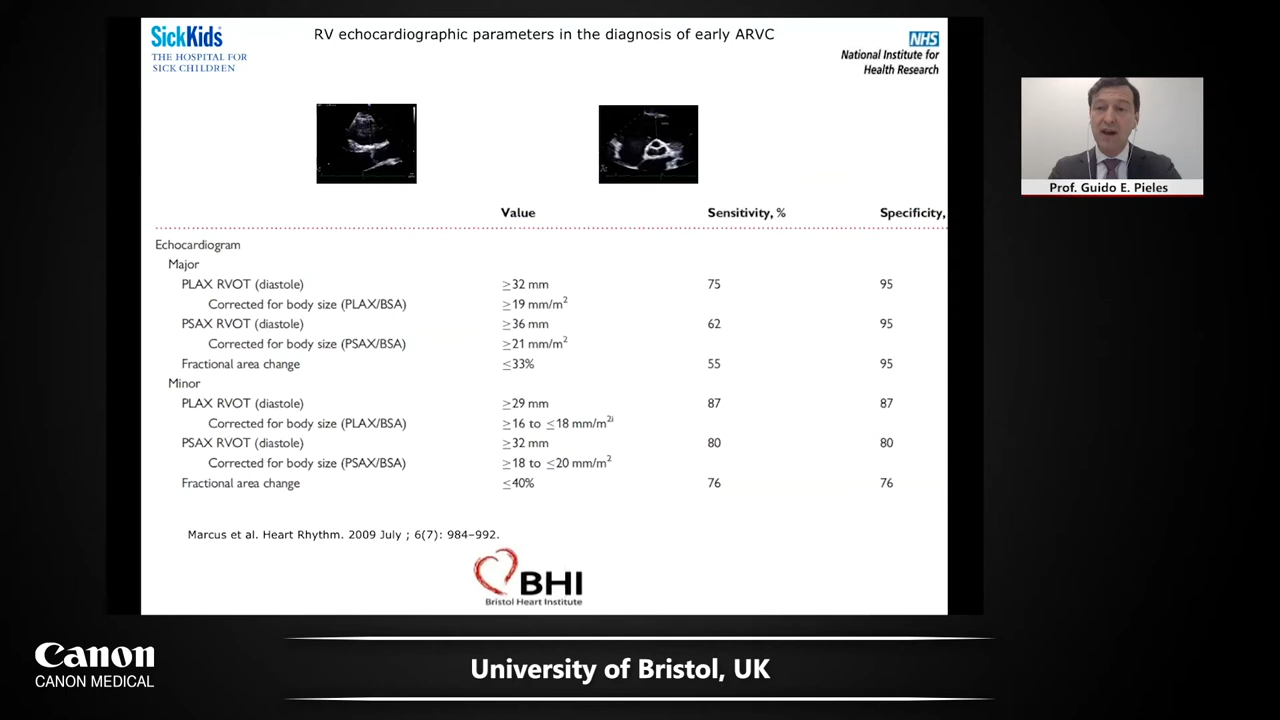 SickKids
THE HOSPITAL FOR
SICK CHILDREN
RV echocardiographic parameters in the diagnosis of early ARVC
NHS
National Institute for
Health Research
Prof. Guido E. Pieles
Value Sensitivity, % Specificity,
Echocardiogram
Major
PLAX RVOT (diastole) ≥32 mm 75 95
Corrected for body size (PLAX/BSA) ≥19 mm/m²
PSAX RVOT (diastole) ≥36 mm 62 95
Corrected for body size (PSAX/BSA) ≥21 mm/m²
Fractional area change ≤33% 55 95
Minor
PLAX RVOT (diastole) ≥29 mm 87 87
Corrected for body size (PLAX/BSA) ≥16 to ≤18 mm/m²ⁱ
PSAX RVOT (diastole) ≥32 mm 80 80
Corrected for body size (PSAX/BSA) ≥18 to ≤20 mm/m²
Fractional area change ≤40% 76 76
Marcus et al. Heart Rhythm. 2009 July ; 6(7): 984–992.
BHI
Bristol Heart Institute
Canon
CANON MEDICAL
University of Bristol, UK